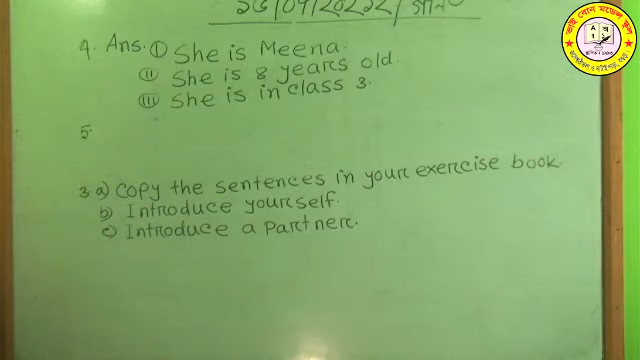 4. Ans. (i) She is Meena.
(ii) She is 8 years old.
(iii) She is in class 3.
5.
3. a) Copy the sentences in your exercise book.
b) Introduce yourself.
c) Introduce a partner.